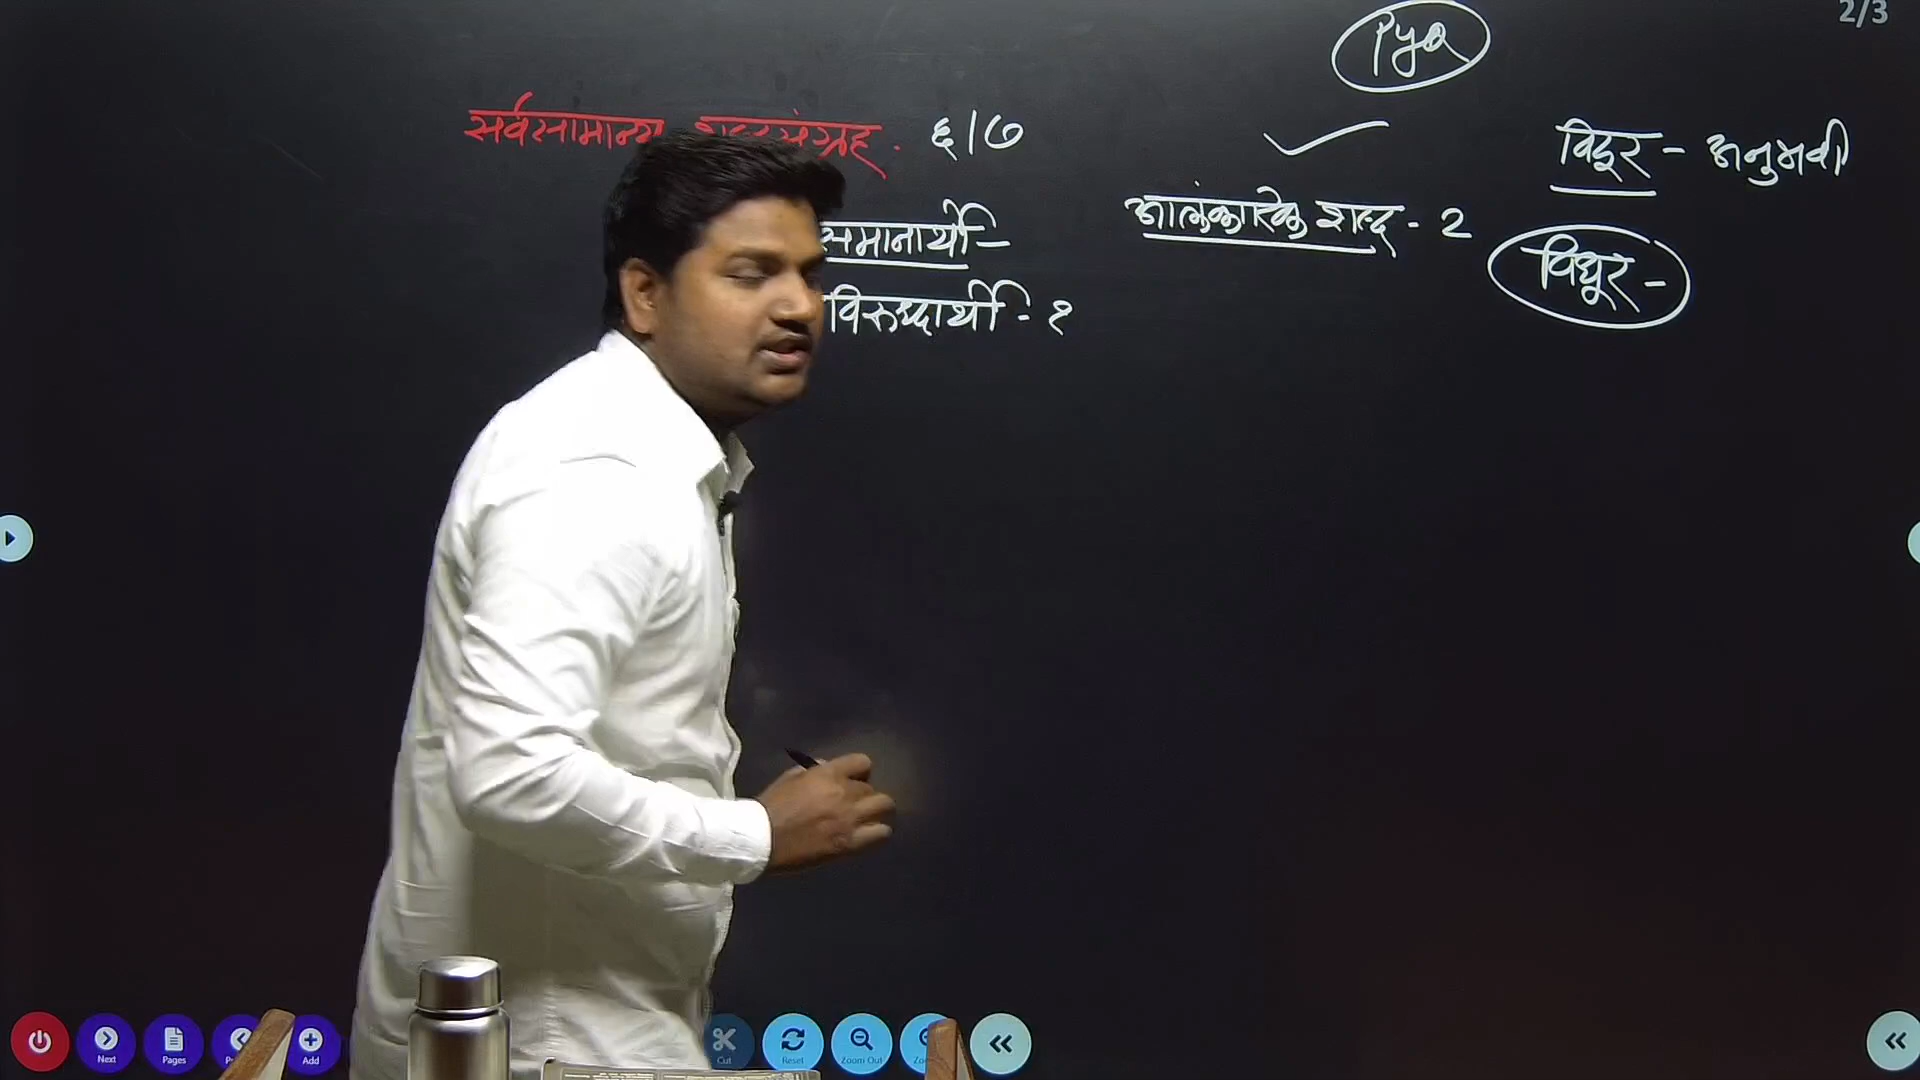 2/3
PYQ
सर्वसामान्य शब्दसंग्रह. ६/७
विदूर - अनुभवी
समानार्थी -
आलंकारिक शब्द - 2
विधूर -
विरुध्दार्थी - १
Next
Pages
Add
Cut
Reset
Zoom Out